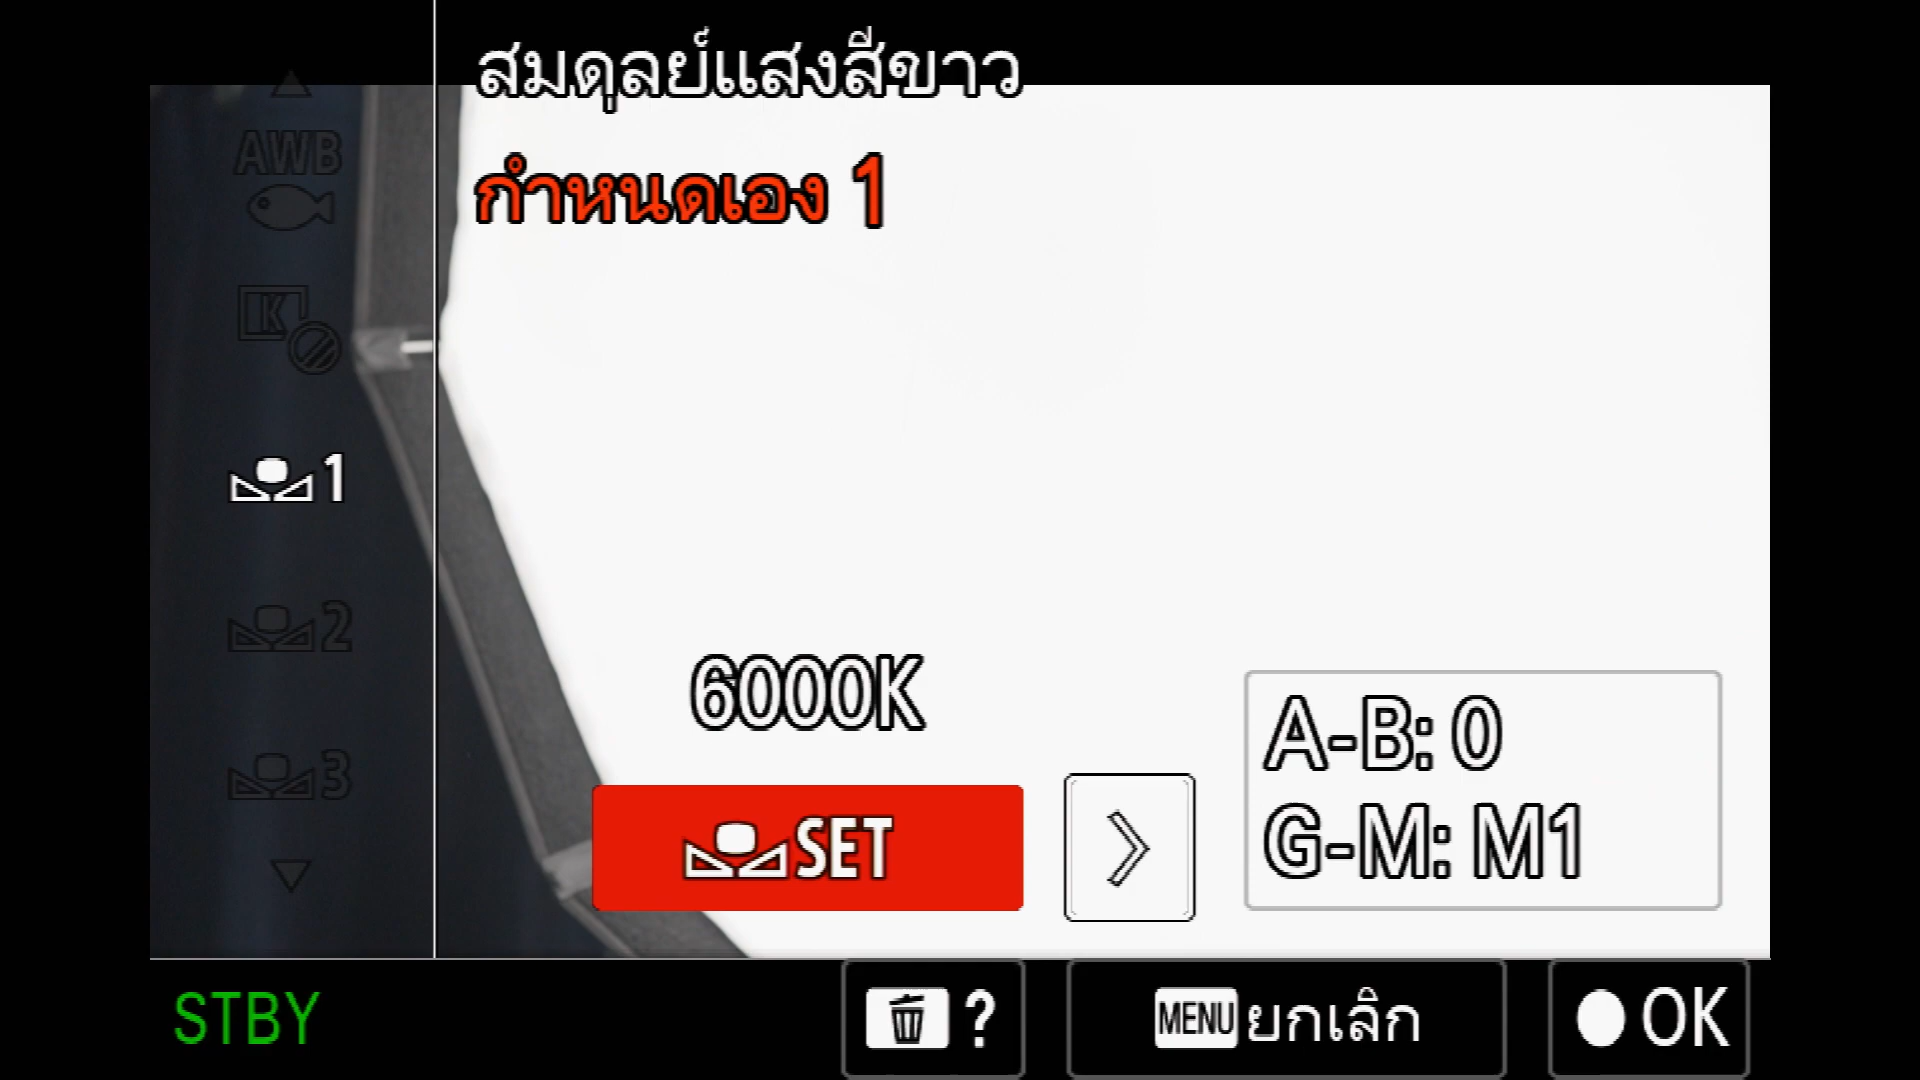 สมดุลย์แสงสีขาว
กำหนดเอง 1
AWB
K
1
2
3
6000K
SET
A-B: 0
G-M: M1
STBY
?
MENU ยกเลิก
OK